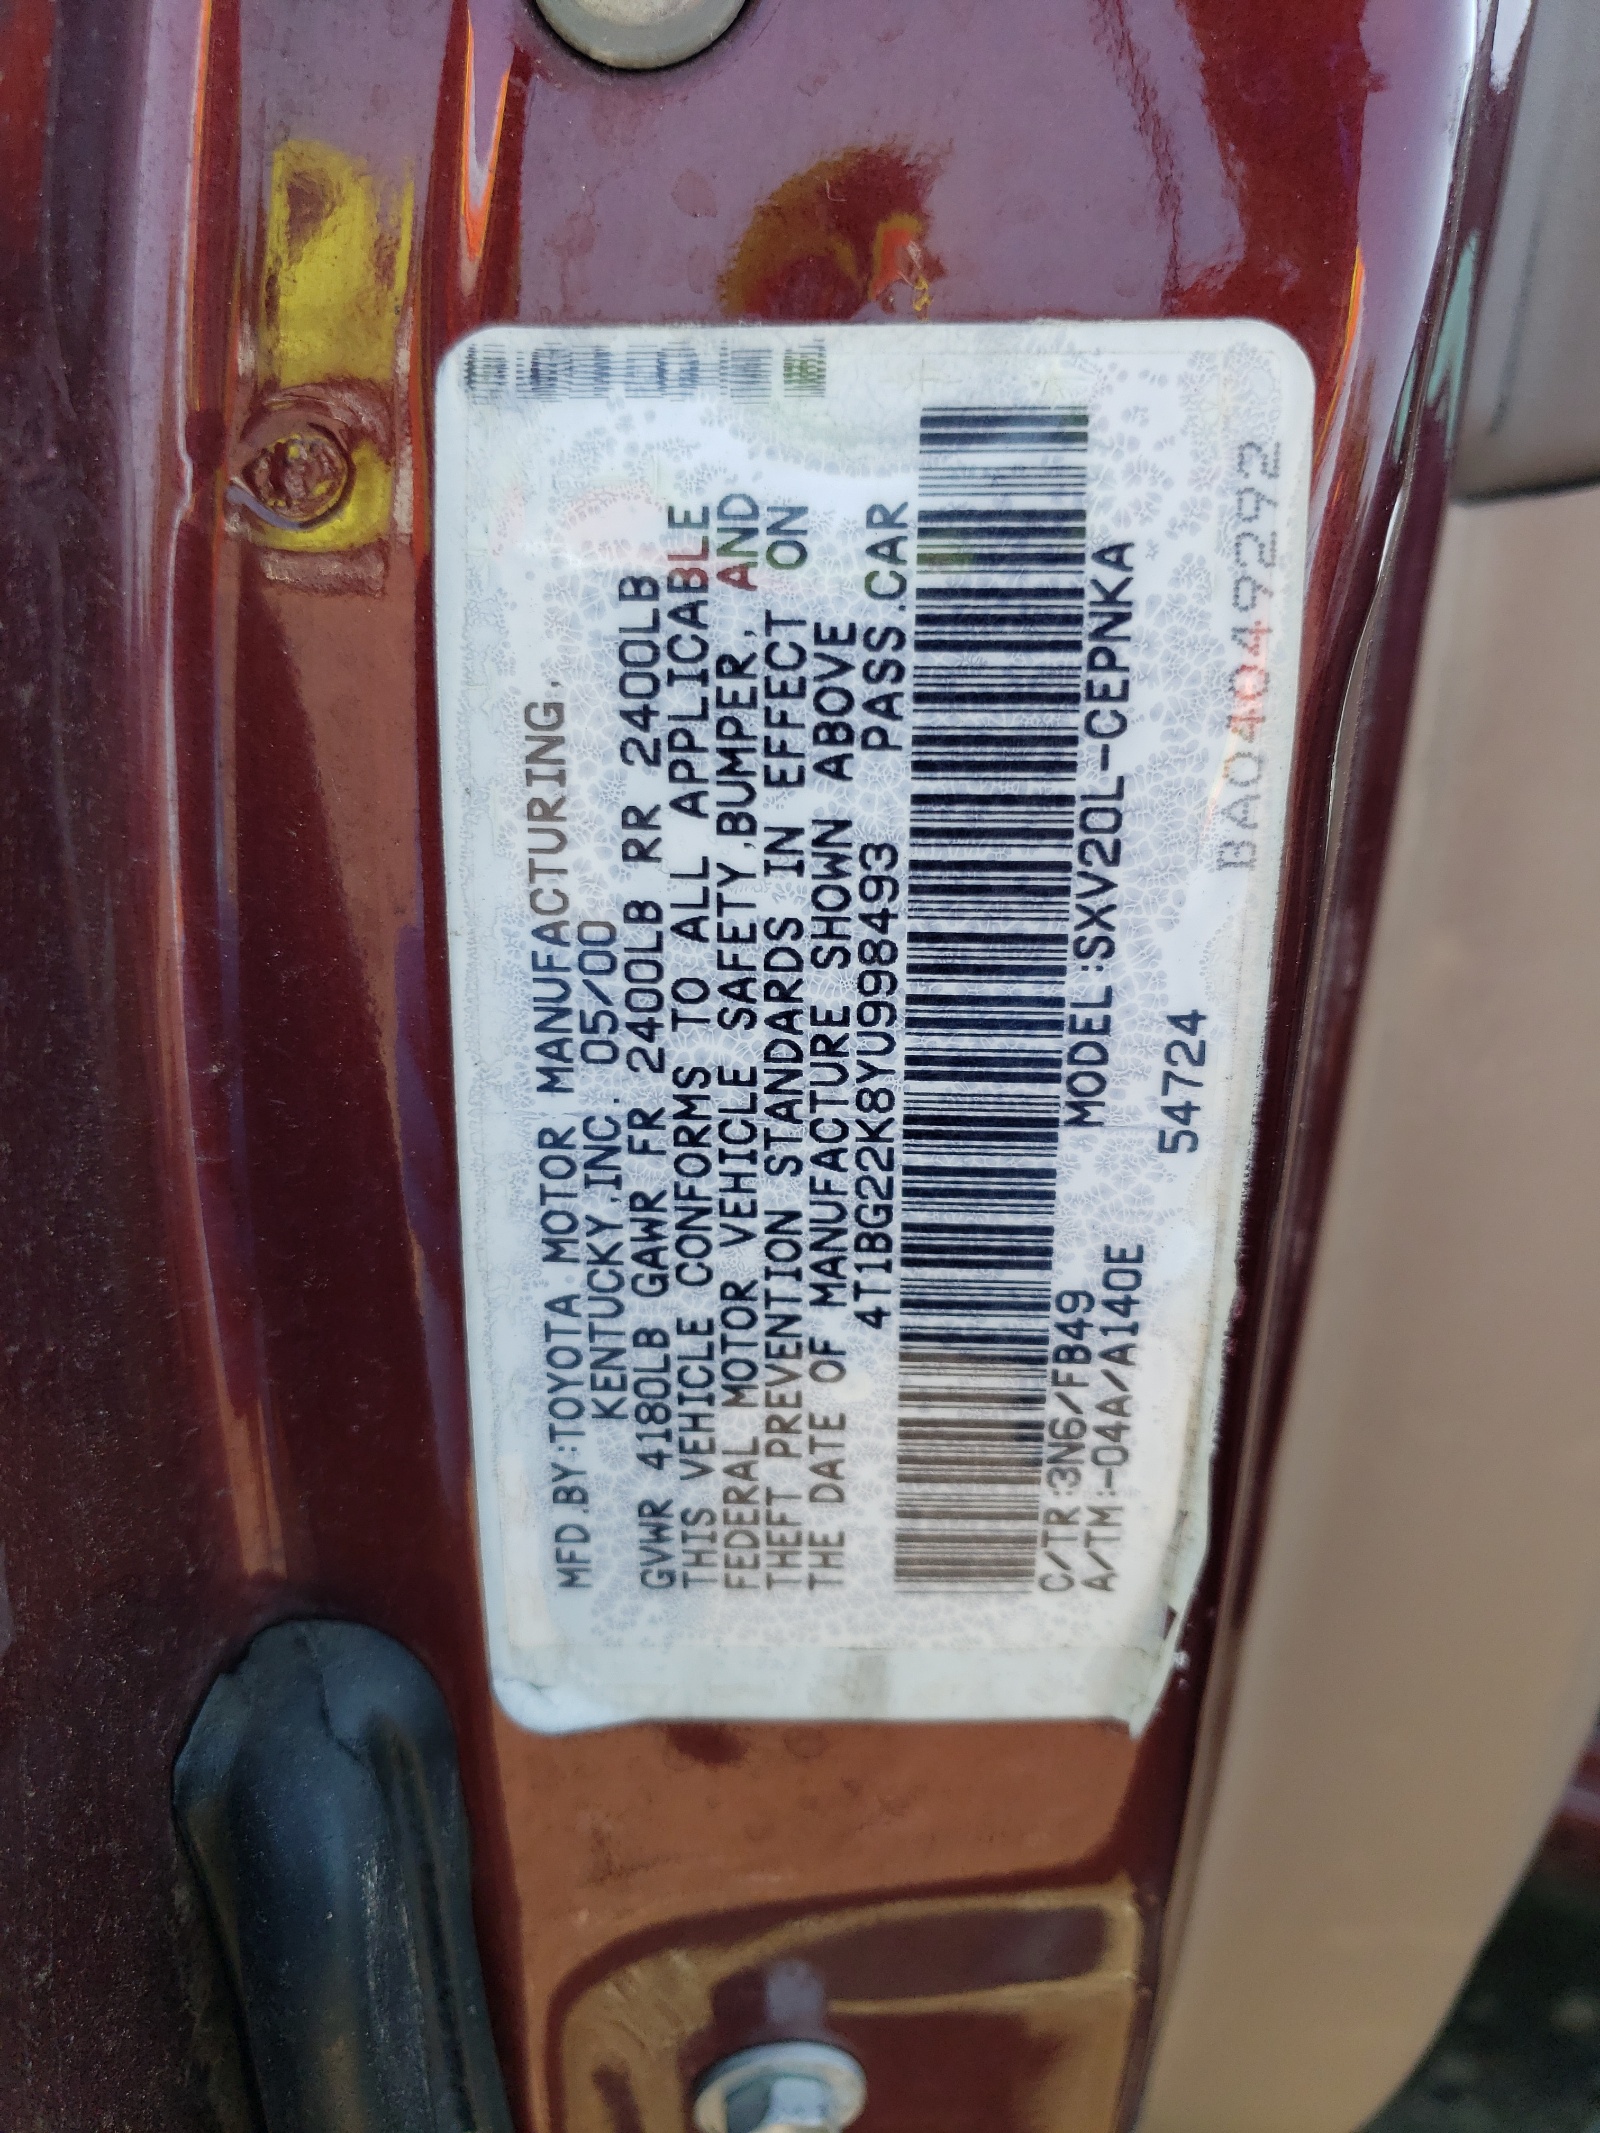 MFD.BY:TOYOTA MOTOR MANUFACTURING,
KENTUCKY,INC. 05/00
GVWR 4180LB GAWR FR 2400LB RR 2400LB
THIS VEHICLE CONFORMS TO ALL APPLICABLE
FEDERAL MOTOR VEHICLE SAFETY,BUMPER, AND
THEFT PREVENTION STANDARDS IN EFFECT ON
THE DATE OF MANUFACTURE SHOWN ABOVE
4T1BG22K8YU998493 PASS.CAR
C/TR:3N6/FB49 MODEL:SXV20L-CEPNKA
A/TM:-04A/A140E
54724
BA040492292